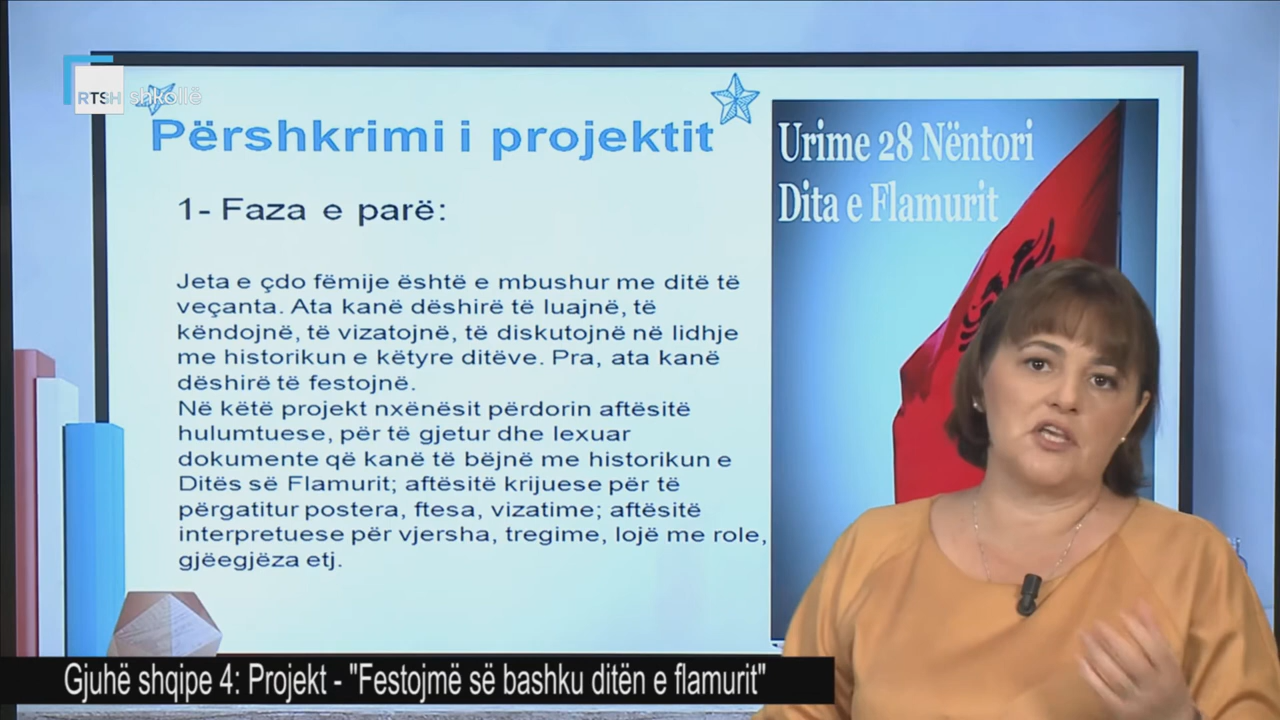 RTSH shkollë
Përshkrimi i projektit
1- Faza e parë:
Jeta e çdo fëmije është e mbushur me ditë të
veçanta. Ata kanë dëshirë të luajnë, të
këndojnë, të vizatojnë, të diskutojnë në lidhje
me historikun e këtyre ditëve. Pra, ata kanë
dëshirë të festojnë.
Në këtë projekt nxënësit përdorin aftësitë
hulumtuese, për të gjetur dhe lexuar
dokumente që kanë të bëjnë me historikun e
Ditës së Flamurit; aftësitë krijuese për të
përgatitur postera, ftesa, vizatime; aftësitë
interpretuese për vjersha, tregime, lojë me role,
gjëegjëza etj.
Urime 28 Nëntori
Dita e Flamurit
Gjuhë shqipe 4: Projekt - "Festojmë së bashku ditën e flamurit"